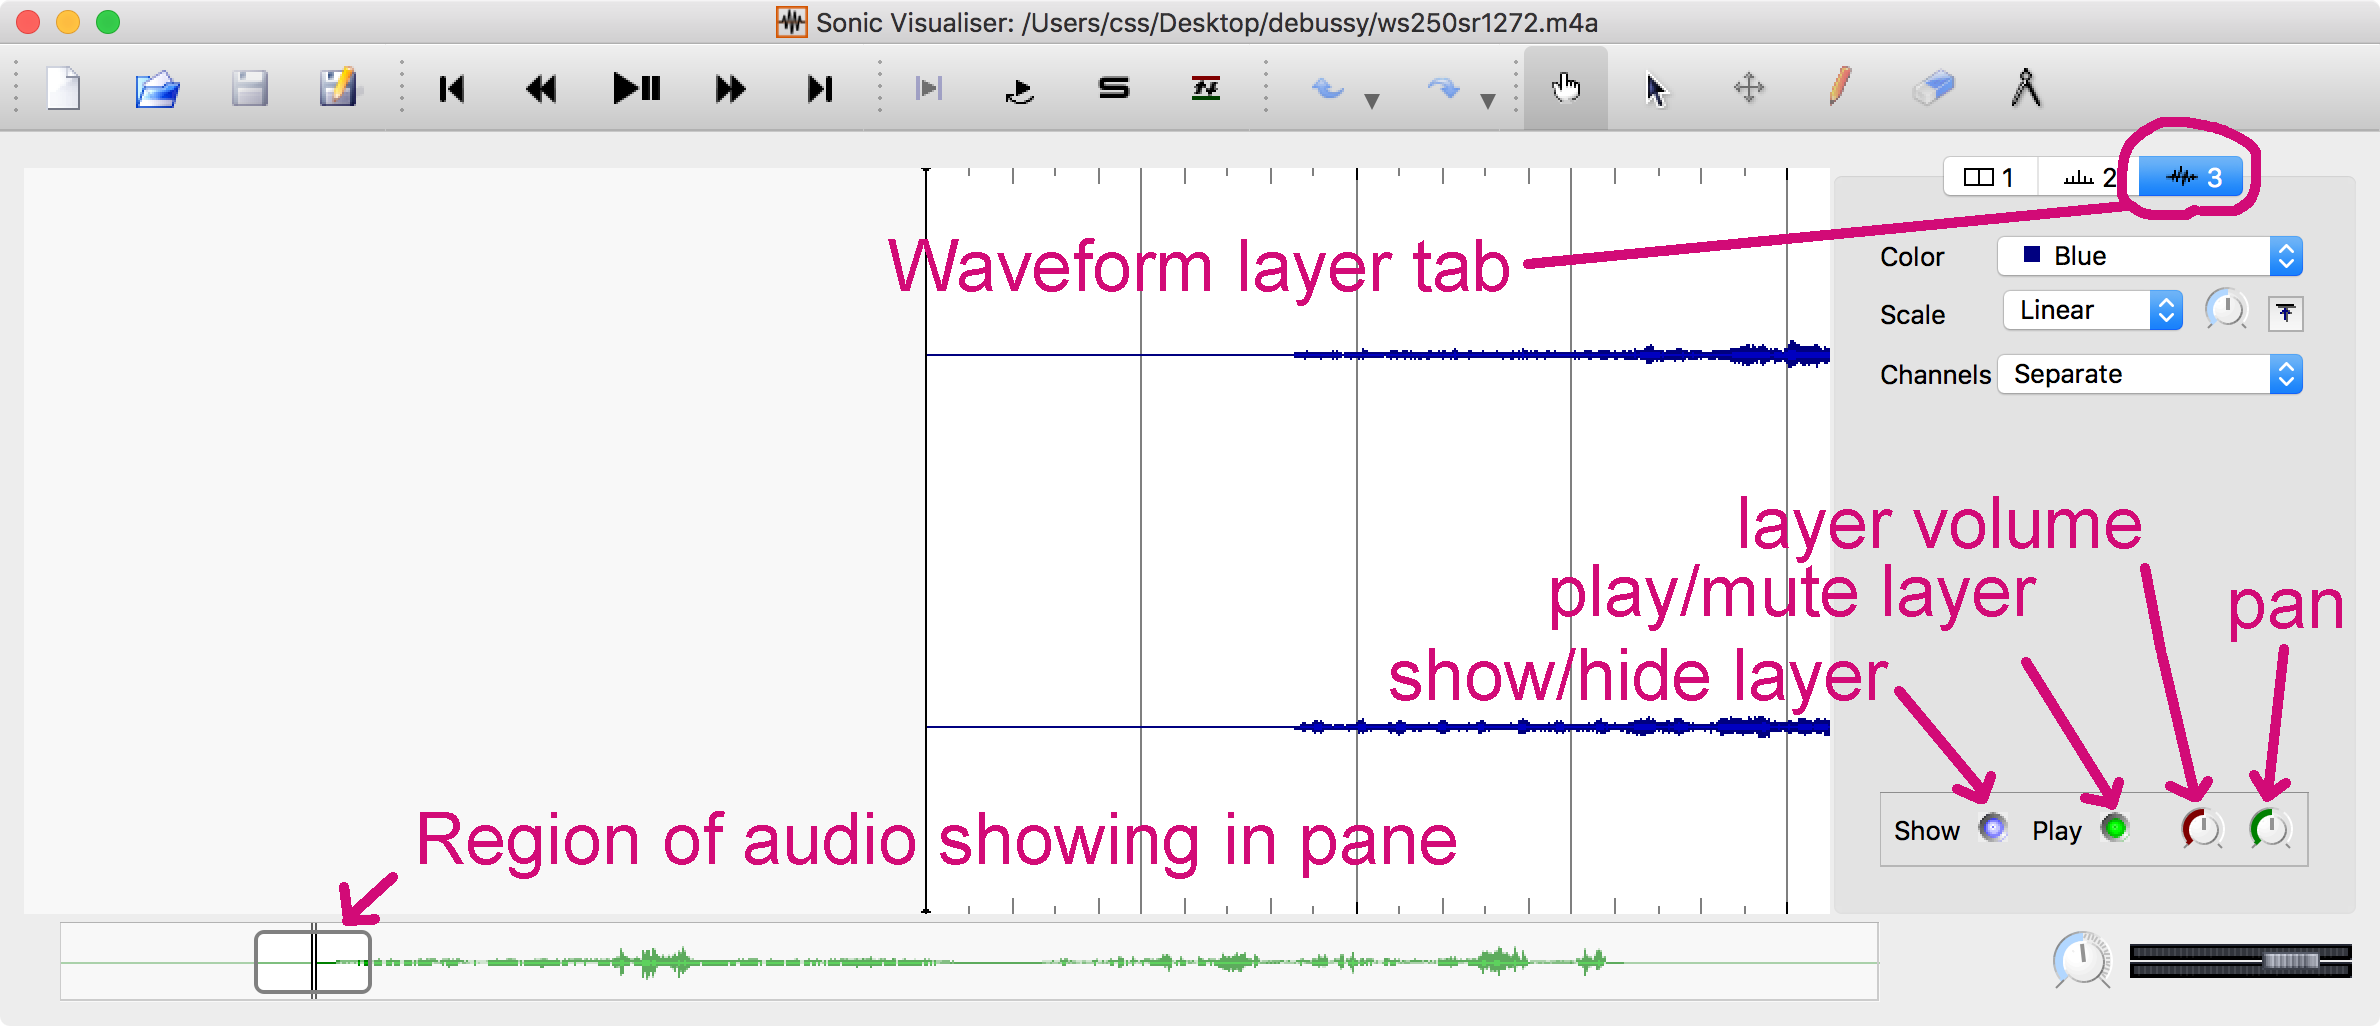 Sonic Visualiser: /Users/css/Desktop/debussy/ws250sr1272.m4a
1 2 3
Waveform layer tab
Color Blue
Scale Linear
Channels Separate
layer volume
play/mute layer
pan
show/hide layer
Show Play
Region of audio showing in pane